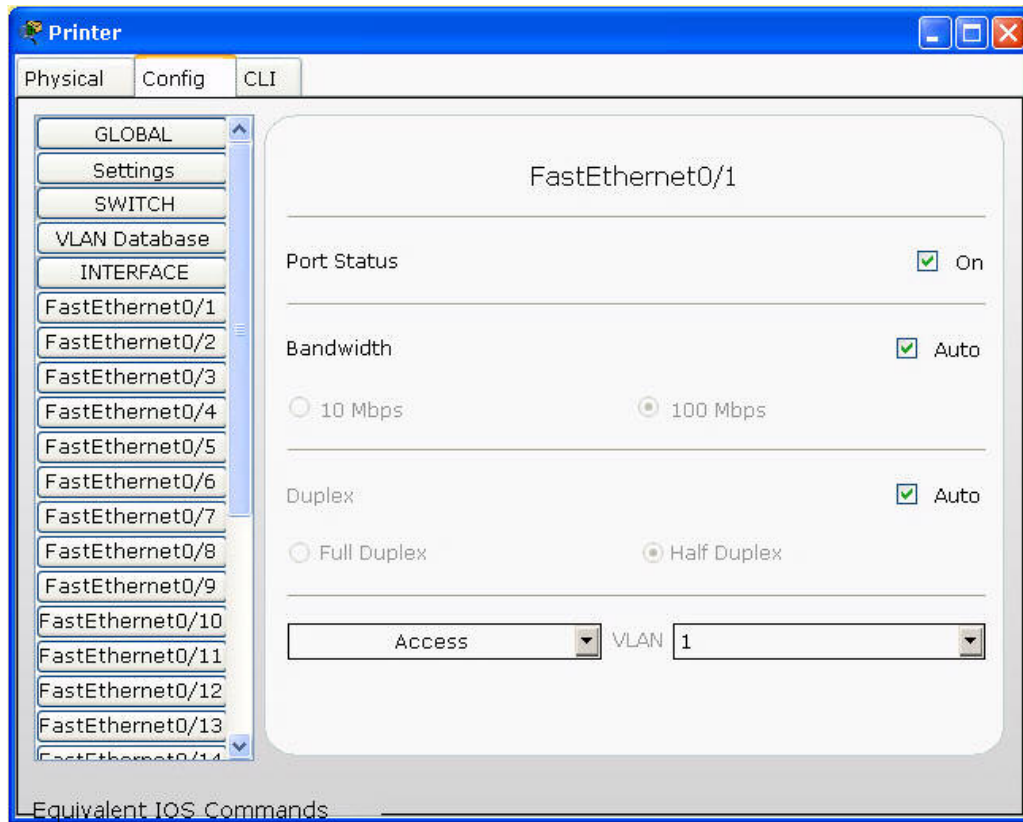 Printer
Physical Config CLI
GLOBAL
Settings
SWITCH
VLAN Database
INTERFACE
FastEthernet0/1
FastEthernet0/2
FastEthernet0/3
FastEthernet0/4
FastEthernet0/5
FastEthernet0/6
FastEthernet0/7
FastEthernet0/8
FastEthernet0/9
FastEthernet0/10
FastEthernet0/11
FastEthernet0/12
FastEthernet0/13
FastEthernet0/14
FastEthernet0/1
Port Status On
Bandwidth Auto
10 Mbps 100 Mbps
Duplex Auto
Full Duplex Half Duplex
Access VLAN 1
Equivalent IOS Commands